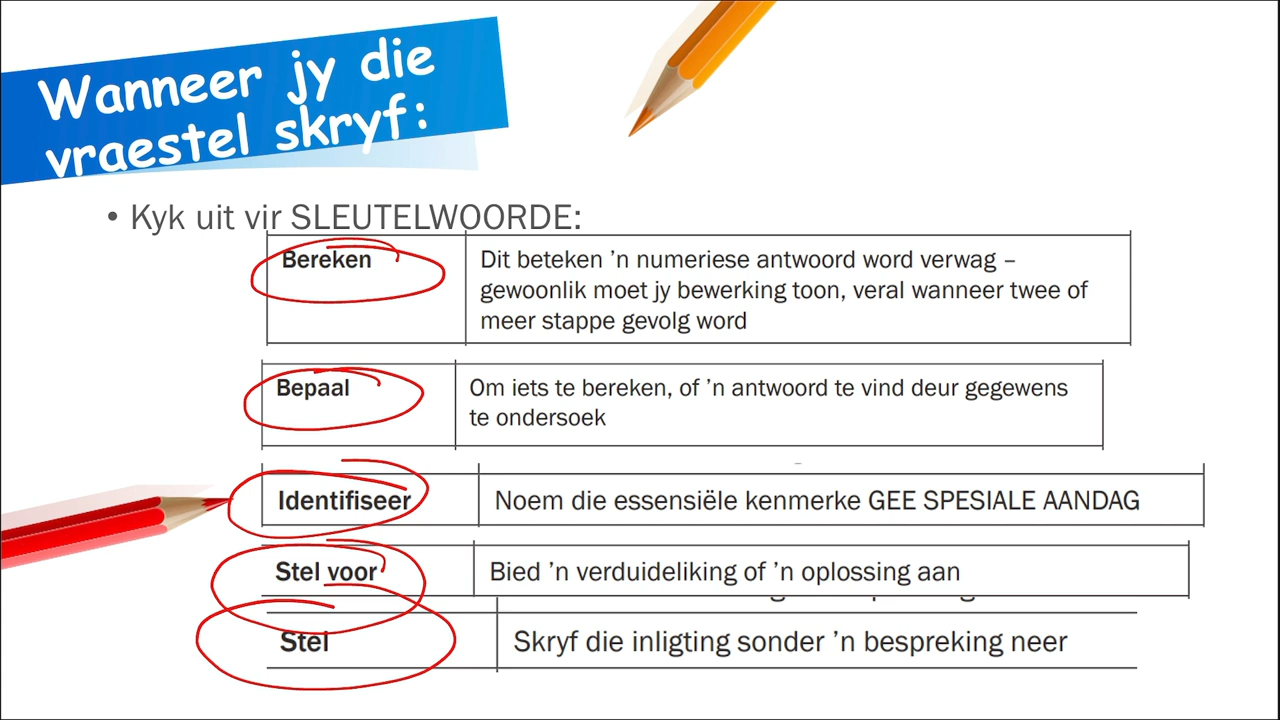 Wanneer jy die
vraestel skryf:
• Kyk uit vir SLEUTELWOORDE:
Bereken
Dit beteken ’n numeriese antwoord word verwag –
gewoonlik moet jy bewerking toon, veral wanneer twee of
meer stappe gevolg word
Bepaal
Om iets te bereken, of ’n antwoord te vind deur gegewens
te ondersoek
Identifiseer
Noem die essensiële kenmerke GEE SPESIALE AANDAG
Stel voor
Bied ’n verduideliking of ’n oplossing aan
Stel
Skryf die inligting sonder ’n bespreking neer